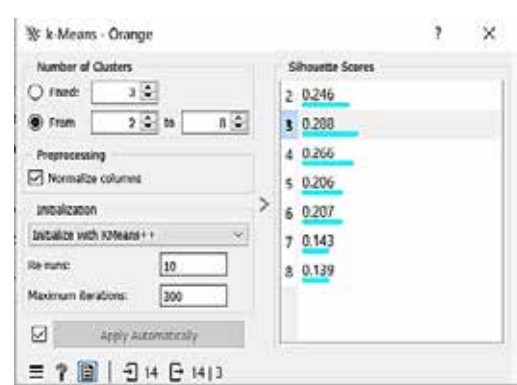 k-Means - Orange ? ×
Number of Clusters
Fixed: 3
From 2 to 8
Preprocessing
Normalize columns
Initialization
Initialize with KMeans++
Re-runs: 10
Maximum iterations: 300
Apply Automatically
? 14 14|3
Silhouette Scores
2 0.246
3 0.288
4 0.266
5 0.206
6 0.207
7 0.143
8 0.139